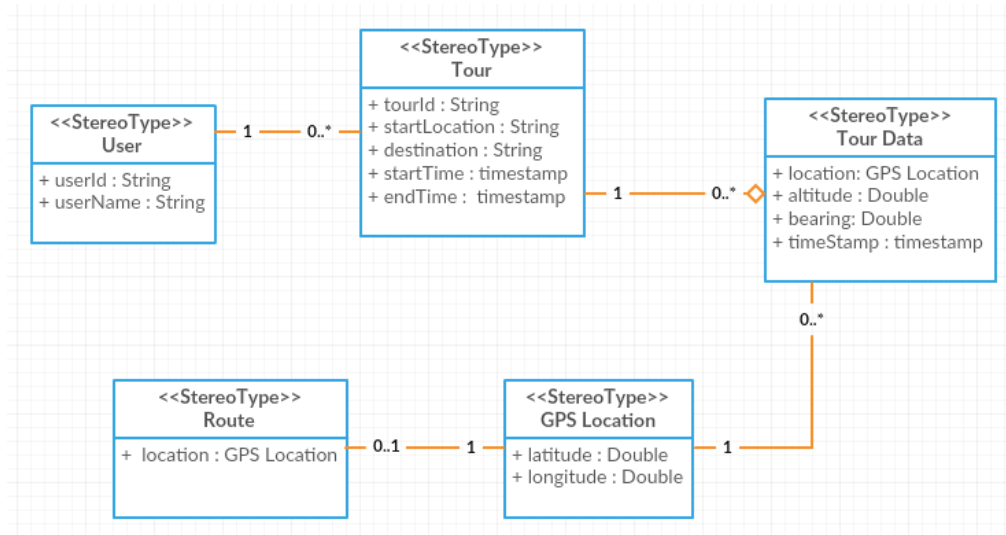 <<StereoType>>
User
+ userId : String
+ userName : String
1
0..*
<<StereoType>>
Tour
+ tourId : String
+ startLocation : String
+ destination : String
+ startTime : timestamp
+ endTime :  timestamp
1
0..*
<<StereoType>>
Tour Data
+ location: GPS Location
+ altitude : Double
+ bearing: Double
+ timeStamp : timestamp
0..*
<<StereoType>>
Route
+  location : GPS Location
0..1
1
<<StereoType>>
GPS Location
+ latitude : Double
+ longitude : Double
1